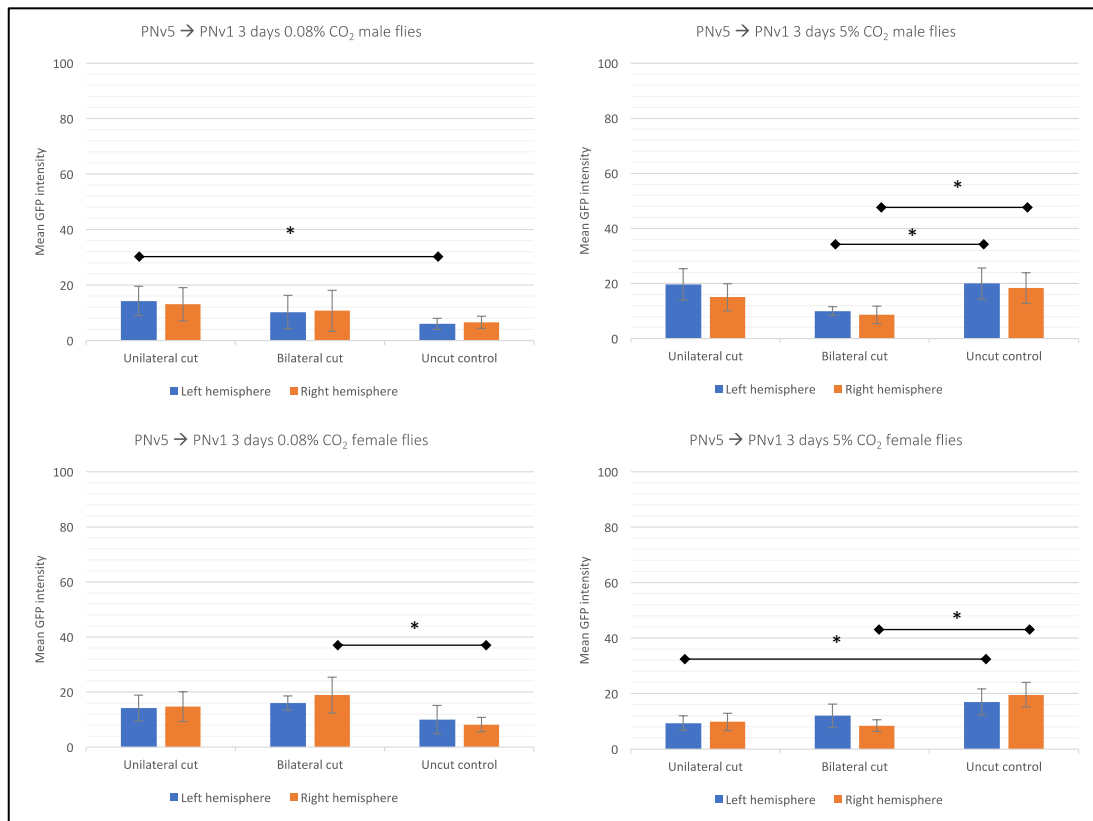 PNv5 → PNv1 3 days 0.08% CO₂ male flies
Mean GFP intensity
100
80
60
40
20
0
*
Unilateral cut Bilateral cut Uncut control
Left hemisphere Right hemisphere
PNv5 → PNv1 3 days 5% CO₂ male flies
Mean GFP intensity
100
80
60
40
20
0
*
*
Unilateral cut Bilateral cut Uncut control
Left hemisphere Right hemisphere
PNv5 → PNv1 3 days 0.08% CO₂ female flies
Mean GFP intensity
100
80
60
40
20
0
*
Unilateral cut Bilateral cut Uncut control
Left hemisphere Right hemisphere
PNv5 → PNv1 3 days 5% CO₂ female flies
Mean GFP intensity
100
80
60
40
20
0
*
*
Unilateral cut Bilateral cut Uncut control
Left hemisphere Right hemisphere